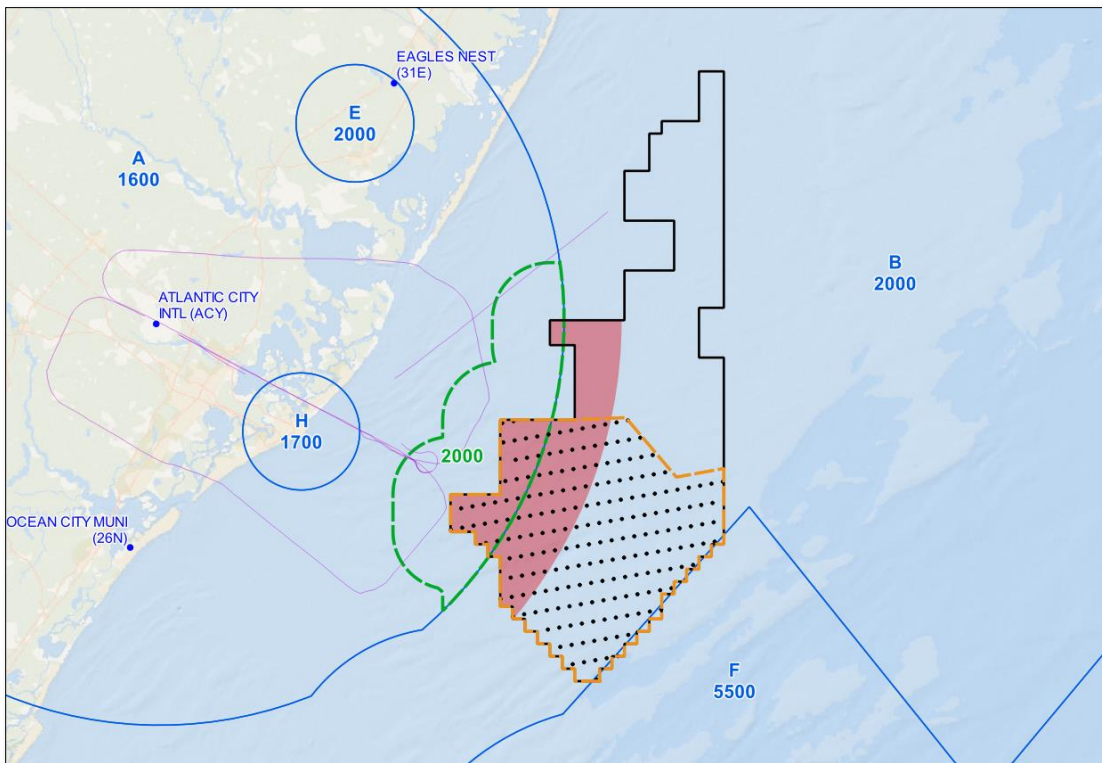 EAGLES NEST
(31E)
E
2000
A
1600
B
2000
ATLANTIC CITY
INTL (ACY)
H
1700
2000
OCEAN CITY MUNI
(26N)
F
5500